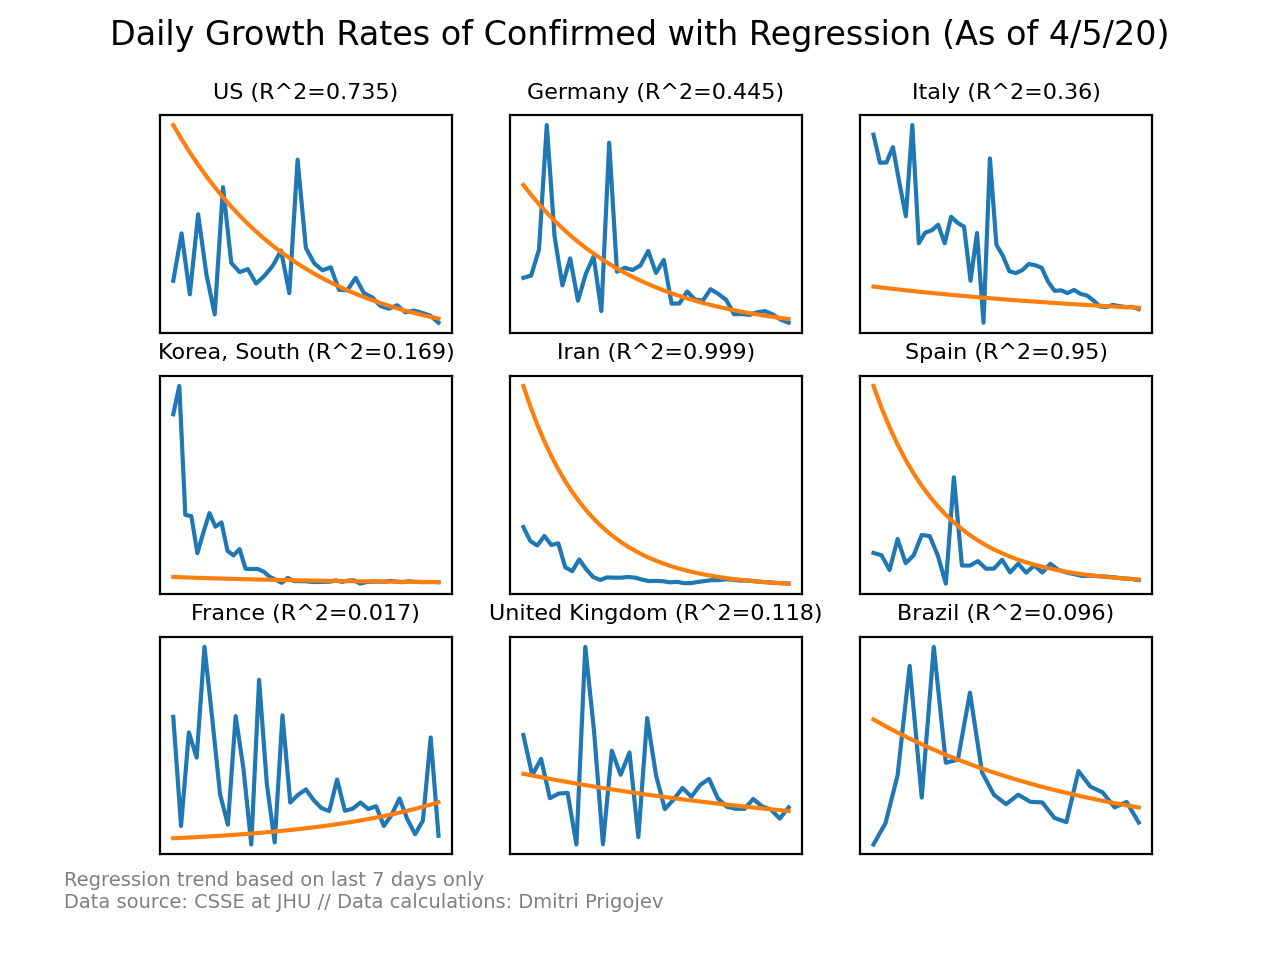 Daily Growth Rates of Confirmed with Regression (As of 4/5/20)
US (R^2=0.735)
Germany (R^2=0.445)
Italy (R^2=0.36)
Korea, South (R^2=0.169)
Iran (R^2=0.999)
Spain (R^2=0.95)
France (R^2=0.017)
United Kingdom (R^2=0.118)
Brazil (R^2=0.096)
Regression trend based on last 7 days only
Data source: CSSE at JHU // Data calculations: Dmitri Prigojev